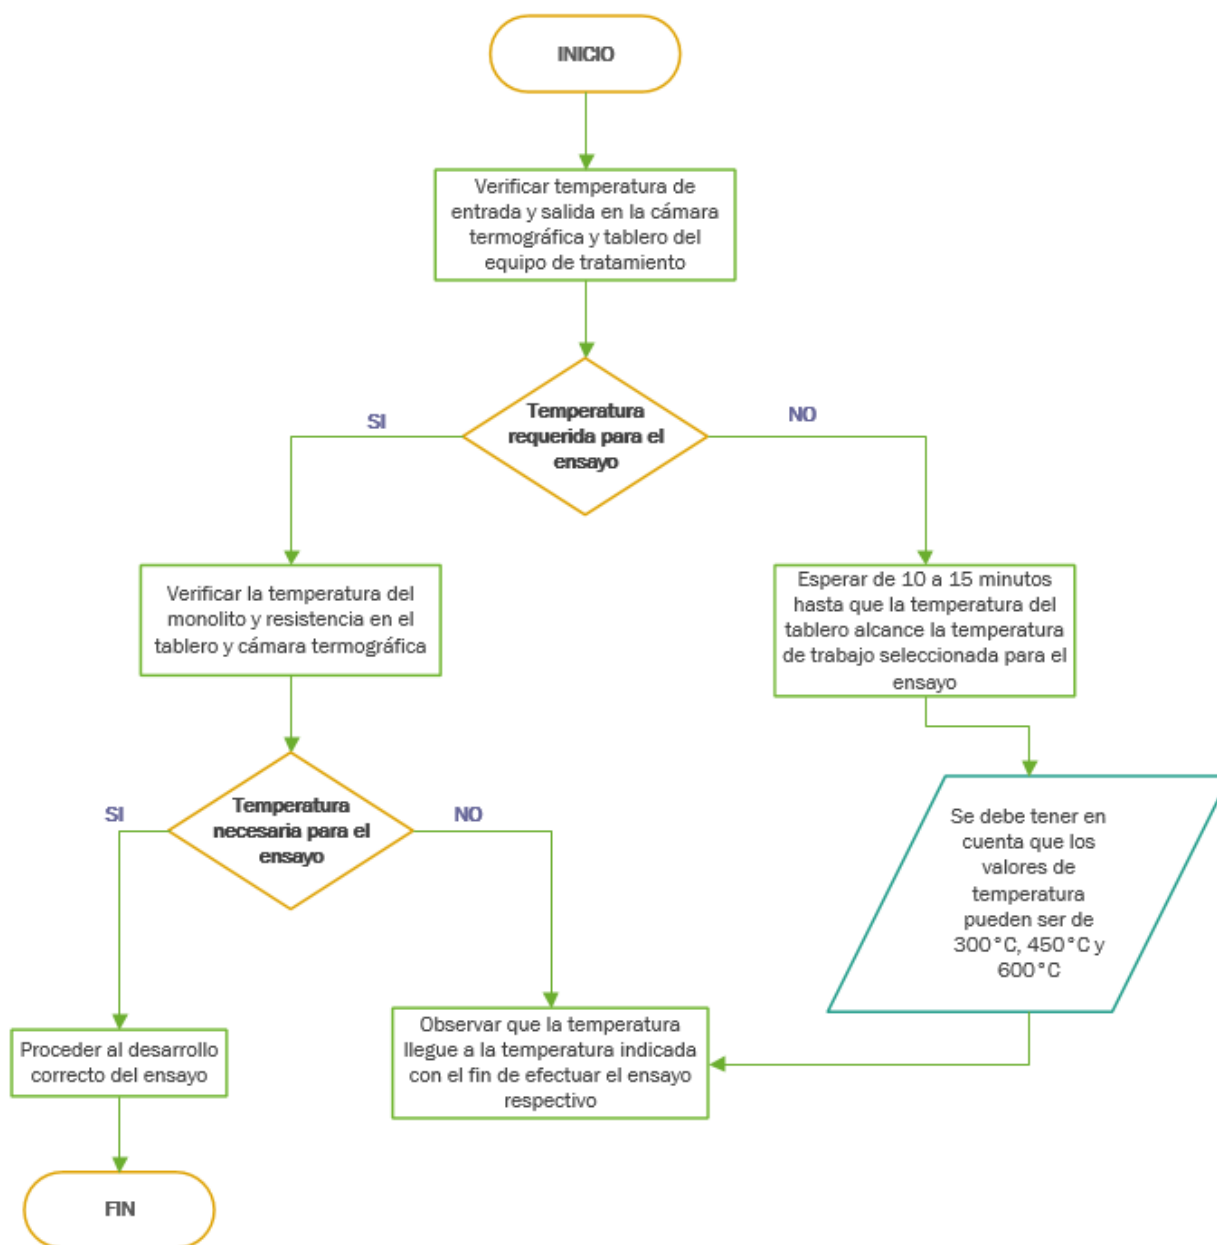 INICIO
Verificar temperatura de
entrada y salida en la cámara
termográfica y tablero del
equipo de tratamiento
Temperatura
requerida para el
ensayo
SI
NO
Verificar la temperatura del
monolito y resistencia en el
tablero y cámara termográfica
Esperar de 10 a 15 minutos
hasta que la temperatura del
tablero alcance la temperatura
de trabajo seleccionada para el
ensayo
Temperatura
necesaria para el
ensayo
SI
NO
Se debe tener en
cuenta que los
valores de
temperatura
pueden ser de
300°C, 450°C y
600°C
Proceder al desarrollo
correcto del ensayo
Observar que la temperatura
llegue a la temperatura indicada
con el fin de efectuar el ensayo
respectivo
FIN